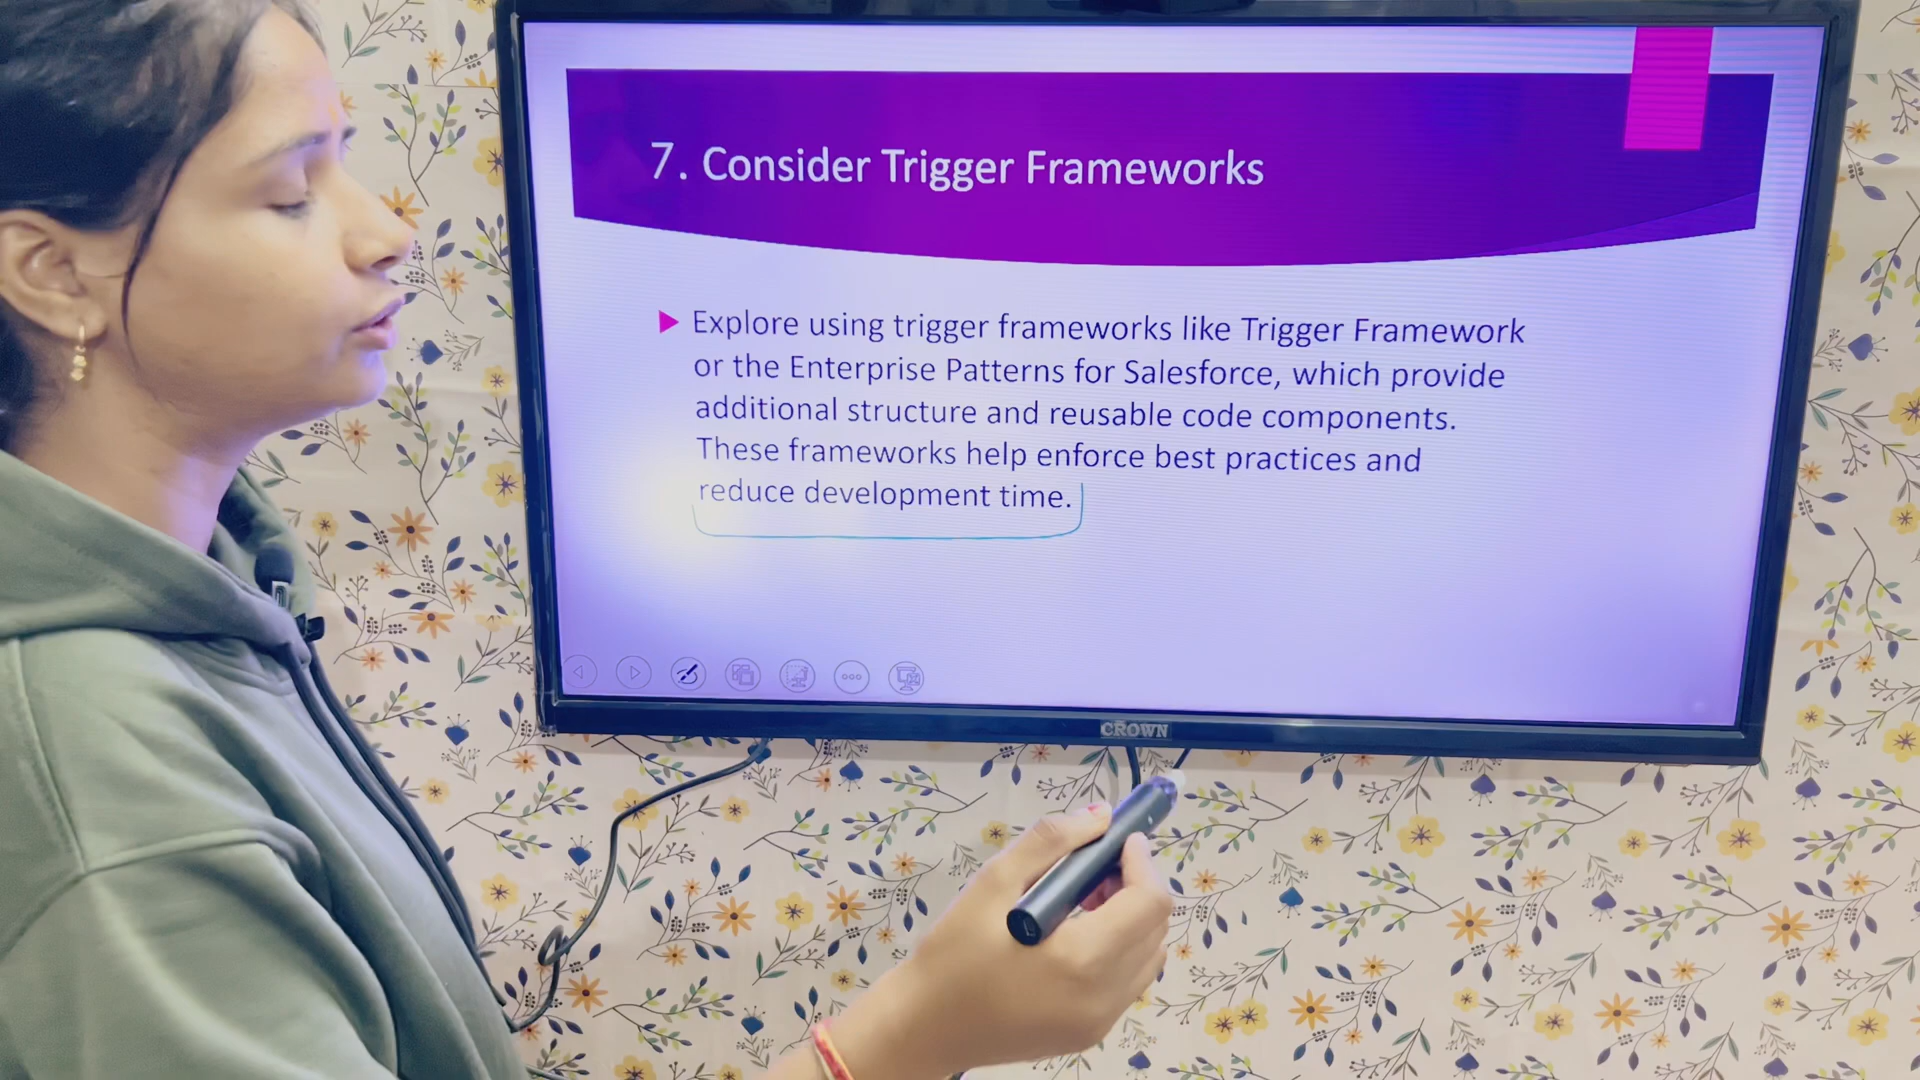 7. Consider Trigger Frameworks
Explore using trigger frameworks like Trigger Framework
or the Enterprise Patterns for Salesforce, which provide
additional structure and reusable code components.
These frameworks help enforce best practices and
reduce development time.
CROWN